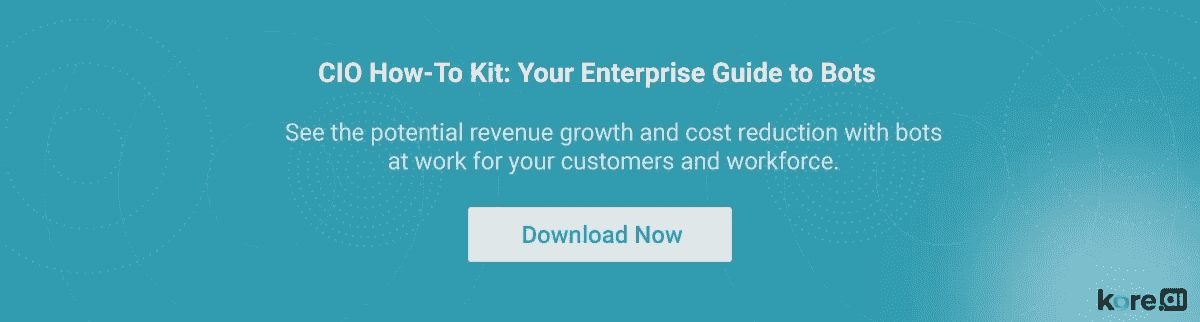 CIO How-To Kit: Your Enterprise Guide to Bots
See the potential revenue growth and cost reduction with bots
at work for your customers and workforce.
Download Now
kore.ai